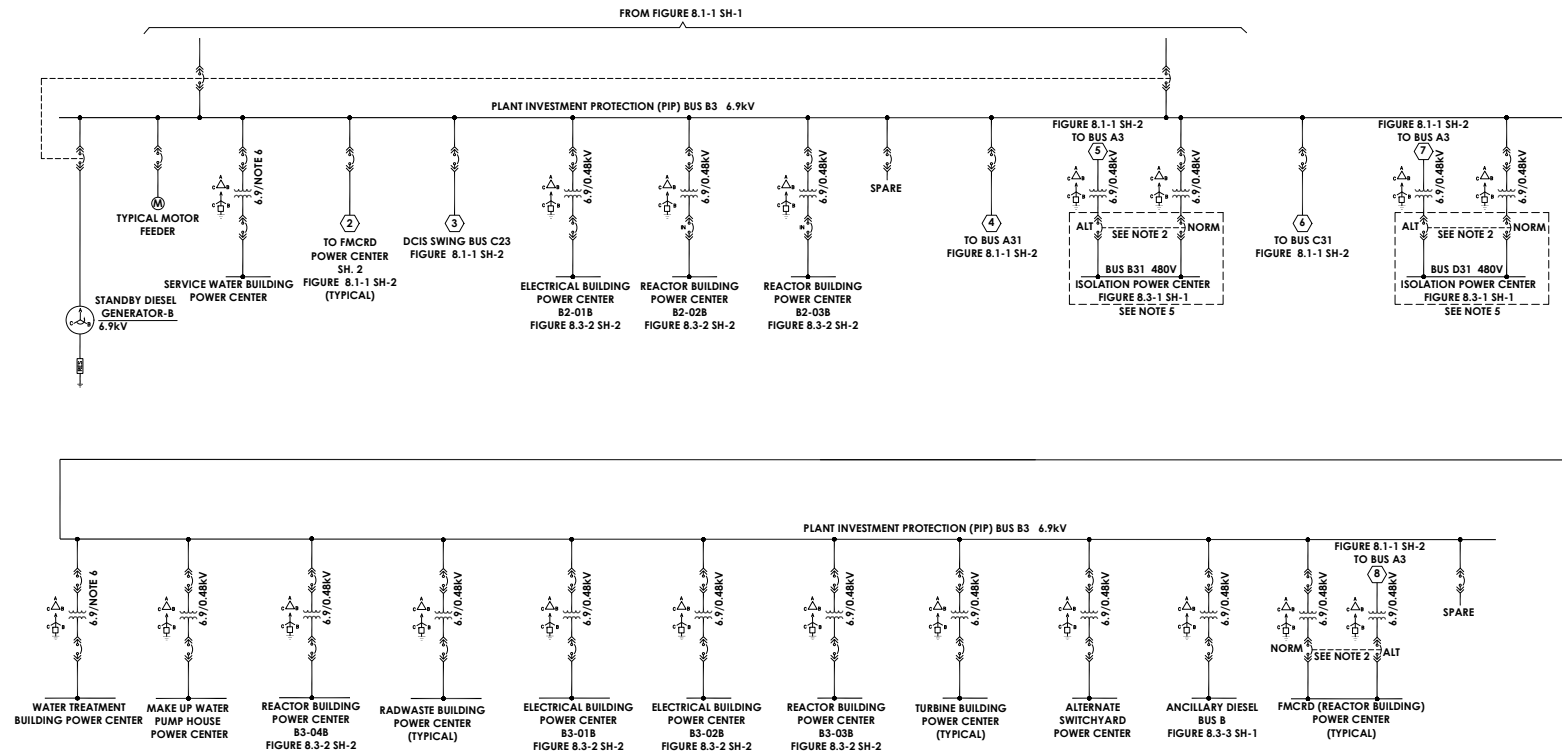 FROM FIGURE 8.1-1 SH-1
PLANT INVESTMENT PROTECTION (PIP) BUS B3 6.9kV
STANDBY DIESEL
GENERATOR-B
6.9kV
RES
M
TYPICAL MOTOR
FEEDER
A
C B
C B
6.9/NOTE 6
SERVICE WATER BUILDING
POWER CENTER
2
TO FMCRD
POWER CENTER
SH. 2
FIGURE 8.1-1 SH-2
(TYPICAL)
3
DCIS SWING BUS C23
FIGURE 8.1-1 SH-2
A
C B
C B
6.9/0.48kV
ELECTRICAL BUILDING
POWER CENTER
B2-01B
FIGURE 8.3-2 SH-2
A
C B
C B
6.9/0.48kV
IN
REACTOR BUILDING
POWER CENTER
B2-02B
FIGURE 8.3-2 SH-2
A
C B
C B
6.9/0.48kV
IN
REACTOR BUILDING
POWER CENTER
B2-03B
FIGURE 8.3-2 SH-2
SPARE
4
TO BUS A31
FIGURE 8.1-1 SH-2
FIGURE 8.1-1 SH-2
TO BUS A3
5
A
C B
C B
6.9/0.48kV
A
C B
C B
6.9/0.48kV
ALT
SEE NOTE 2
NORM
BUS B31 480V
ISOLATION POWER CENTER
FIGURE 8.3-1 SH-1
SEE NOTE 5
6
TO BUS C31
FIGURE 8.1-1 SH-2
FIGURE 8.1-1 SH-2
TO BUS A3
7
A
C B
C B
6.9/0.48kV
A
C B
C B
6.9/0.48kV
ALT
SEE NOTE 2
NORM
BUS D31 480V
ISOLATION POWER CENTER
FIGURE 8.3-1 SH-1
SEE NOTE 5
PLANT INVESTMENT PROTECTION (PIP) BUS B3 6.9kV
A
C B
C B
6.9/NOTE 6
WATER TREATMENT
BUILDING POWER CENTER
A
C B
C B
6.9/0.48kV
MAKE UP WATER
PUMP HOUSE
POWER CENTER
A
C B
C B
6.9/0.48kV
REACTOR BUILDING
POWER CENTER
B3-04B
FIGURE 8.3-2 SH-2
A
C B
C B
6.9/0.48kV
RADWASTE BUILDING
POWER CENTER
(TYPICAL)
A
C B
C B
6.9/0.48kV
ELECTRICAL BUILDING
POWER CENTER
B3-01B
FIGURE 8.3-2 SH-2
A
C B
C B
6.9/0.48kV
ELECTRICAL BUILDING
POWER CENTER
B3-02B
FIGURE 8.3-2 SH-2
A
C B
C B
6.9/0.48kV
REACTOR BUILDING
POWER CENTER
B3-03B
FIGURE 8.3-2 SH-2
A
C B
C B
6.9/0.48kV
TURBINE BUILDING
POWER CENTER
(TYPICAL)
A
C B
C B
6.9/0.48kV
ALTERNATE
SWITCHYARD
POWER CENTER
A
C B
C B
6.9/0.48kV
ANCILLARY DIESEL
BUS B
FIGURE 8.3-3 SH-1
FIGURE 8.1-1 SH-2
TO BUS A3
8
A
C B
C B
6.9/0.48kV
A
C B
C B
6.9/0.48kV
NORM
SEE NOTE 2
ALT
FMCRD (REACTOR BUILDING)
POWER CENTER
(TYPICAL)
SPARE